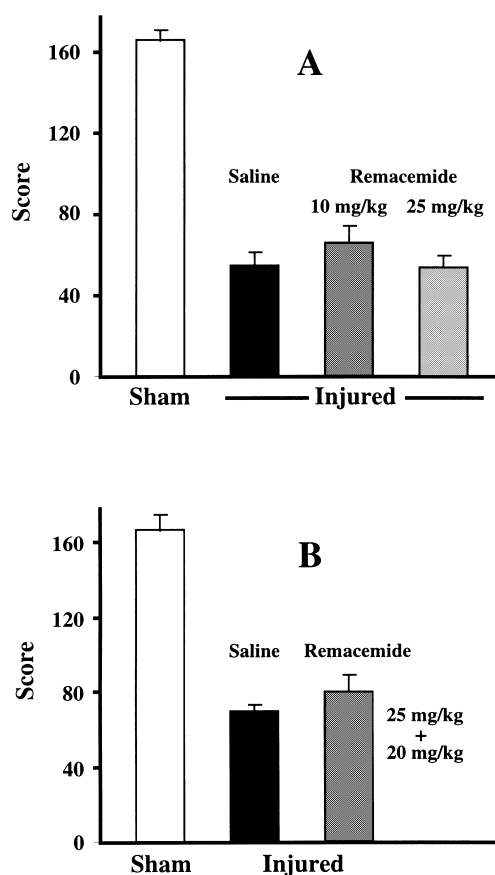 A
160
120
80
40
0
Score
Saline
Remacemide
10 mg/kg 25 mg/kg
Sham
Injured
B
160
120
80
40
0
Score
Saline Remacemide
25 mg/kg
+
20 mg/kg
Sham Injured